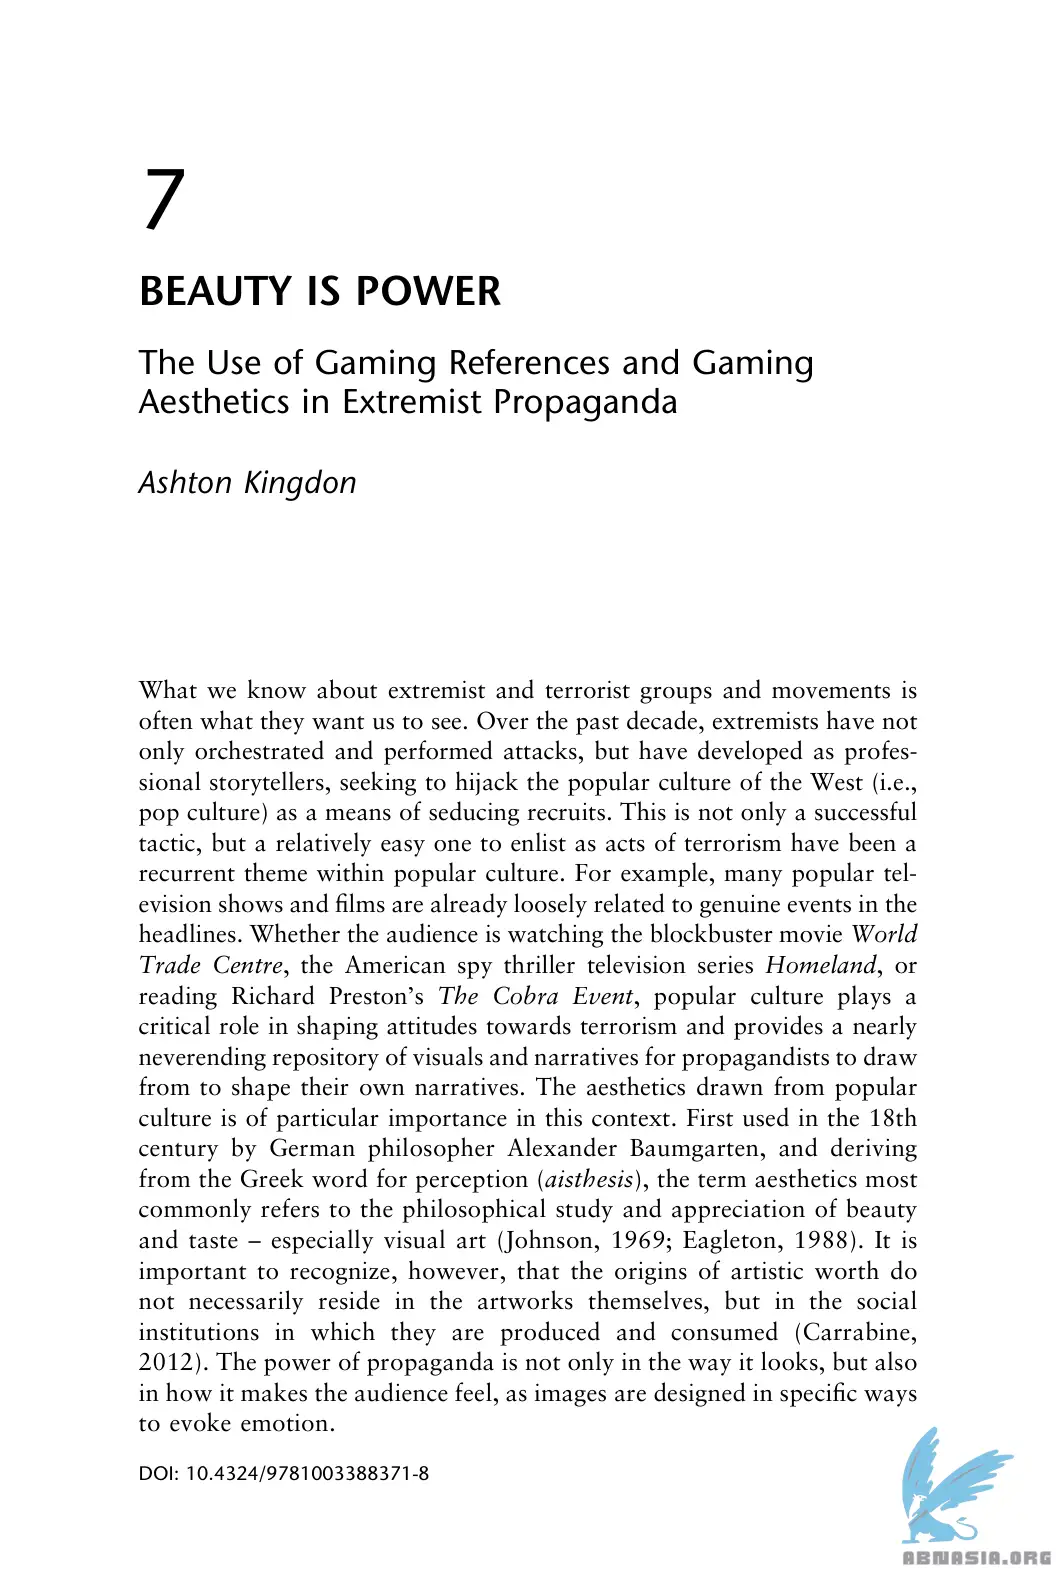 7
BEAUTY IS POWER
The Use of Gaming References and Gaming
Aesthetics in Extremist Propaganda
Ashton Kingdon
What we know about extremist and terrorist groups and movements is
often what they want us to see. Over the past decade, extremists have not
only orchestrated and performed attacks, but have developed as profes-
sional storytellers, seeking to hijack the popular culture of the West (i.e.,
pop culture) as a means of seducing recruits. This is not only a successful
tactic, but a relatively easy one to enlist as acts of terrorism have been a
recurrent theme within popular culture. For example, many popular tel-
evision shows and films are already loosely related to genuine events in the
headlines. Whether the audience is watching the blockbuster movie World
Trade Centre, the American spy thriller television series Homeland, or
reading Richard Preston’s The Cobra Event, popular culture plays a
critical role in shaping attitudes towards terrorism and provides a nearly
neverending repository of visuals and narratives for propagandists to draw
from to shape their own narratives. The aesthetics drawn from popular
culture is of particular importance in this context. First used in the 18th
century by German philosopher Alexander Baumgarten, and deriving
from the Greek word for perception (aisthesis), the term aesthetics most
commonly refers to the philosophical study and appreciation of beauty
and taste – especially visual art (Johnson, 1969; Eagleton, 1988). It is
important to recognize, however, that the origins of artistic worth do
not necessarily reside in the artworks themselves, but in the social
institutions in which they are produced and consumed (Carrabine,
2012). The power of propaganda is not only in the way it looks, but also
in how it makes the audience feel, as images are designed in specific ways
to evoke emotion.
DOI: 10.4324/9781003388371-8
ABNASIA.ORG